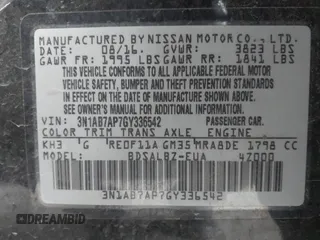 MANUFACTURED BY NISSAN MOTOR CO., LTD.
DATE: 08/16. GVWR: 3823 LBS
GAWR FR: 1995 LBS GAWR RR: 1841 LBS
THIS VEHICLE CONFORMS TO ALL APPLICABLE FEDERAL MOTOR
VEHICLE SAFETY, BUMPER AND THEFT PREVENTION STANDARDS
IN EFFECT ON THE DATE OF MANUFACTURE SHOWN ABOVE.
SEE OWNER'S MANUAL FOR ADDITIONAL INFORMATION
VIN: 3N1AB7AP7GY336542 PASSENGER CAR.
COLOR TRIM TRANS AXLE ENGINE
KH3 G RE0F11A GM35 MRA8DE 1798 CC
MODEL: BDSALBZ-EUA 4Z000
3N1AB7AP7GY336542
DREAMBID